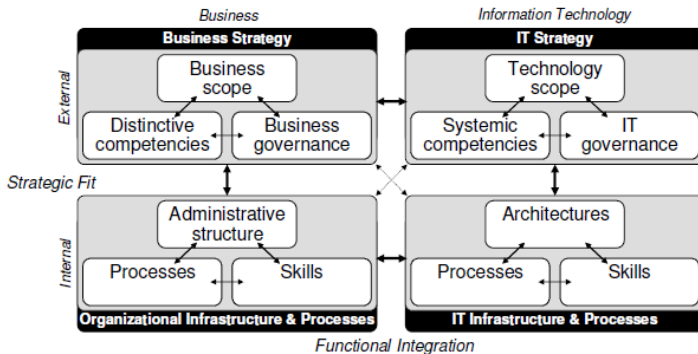 Business
Information Technology
Business Strategy
IT Strategy
External
Business
scope
Distinctive
competencies
Business
governance
Technology
scope
Systemic
competencies
IT
governance
Strategic Fit
Internal
Administrative
structure
Processes
Skills
Architectures
Processes
Skills
Organizational Infrastructure & Processes
IT Infrastructure & Processes
Functional Integration